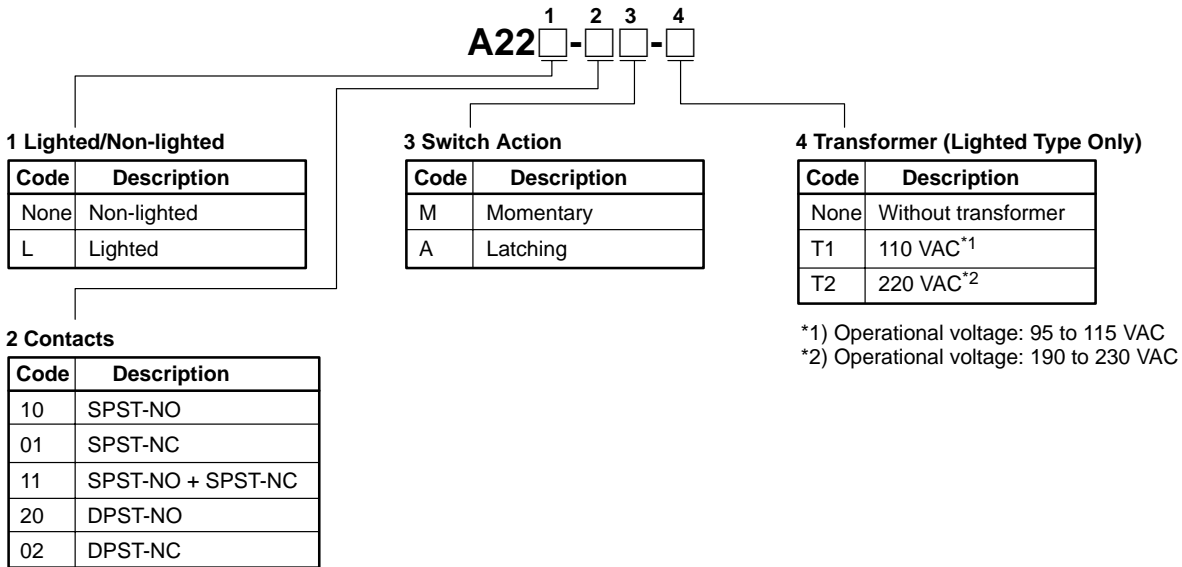 1 2 3 4
A22□-□□-□
1 Lighted/Non-lighted
Code Description
None Non-lighted
L Lighted
2 Contacts
Code Description
10 SPST-NO
01 SPST-NC
11 SPST-NO + SPST-NC
20 DPST-NO
02 DPST-NC
3 Switch Action
Code Description
M Momentary
A Latching
4 Transformer (Lighted Type Only)
Code Description
None Without transformer
T1 110 VAC*1
T2 220 VAC*2
*1) Operational voltage: 95 to 115 VAC
*2) Operational voltage: 190 to 230 VAC